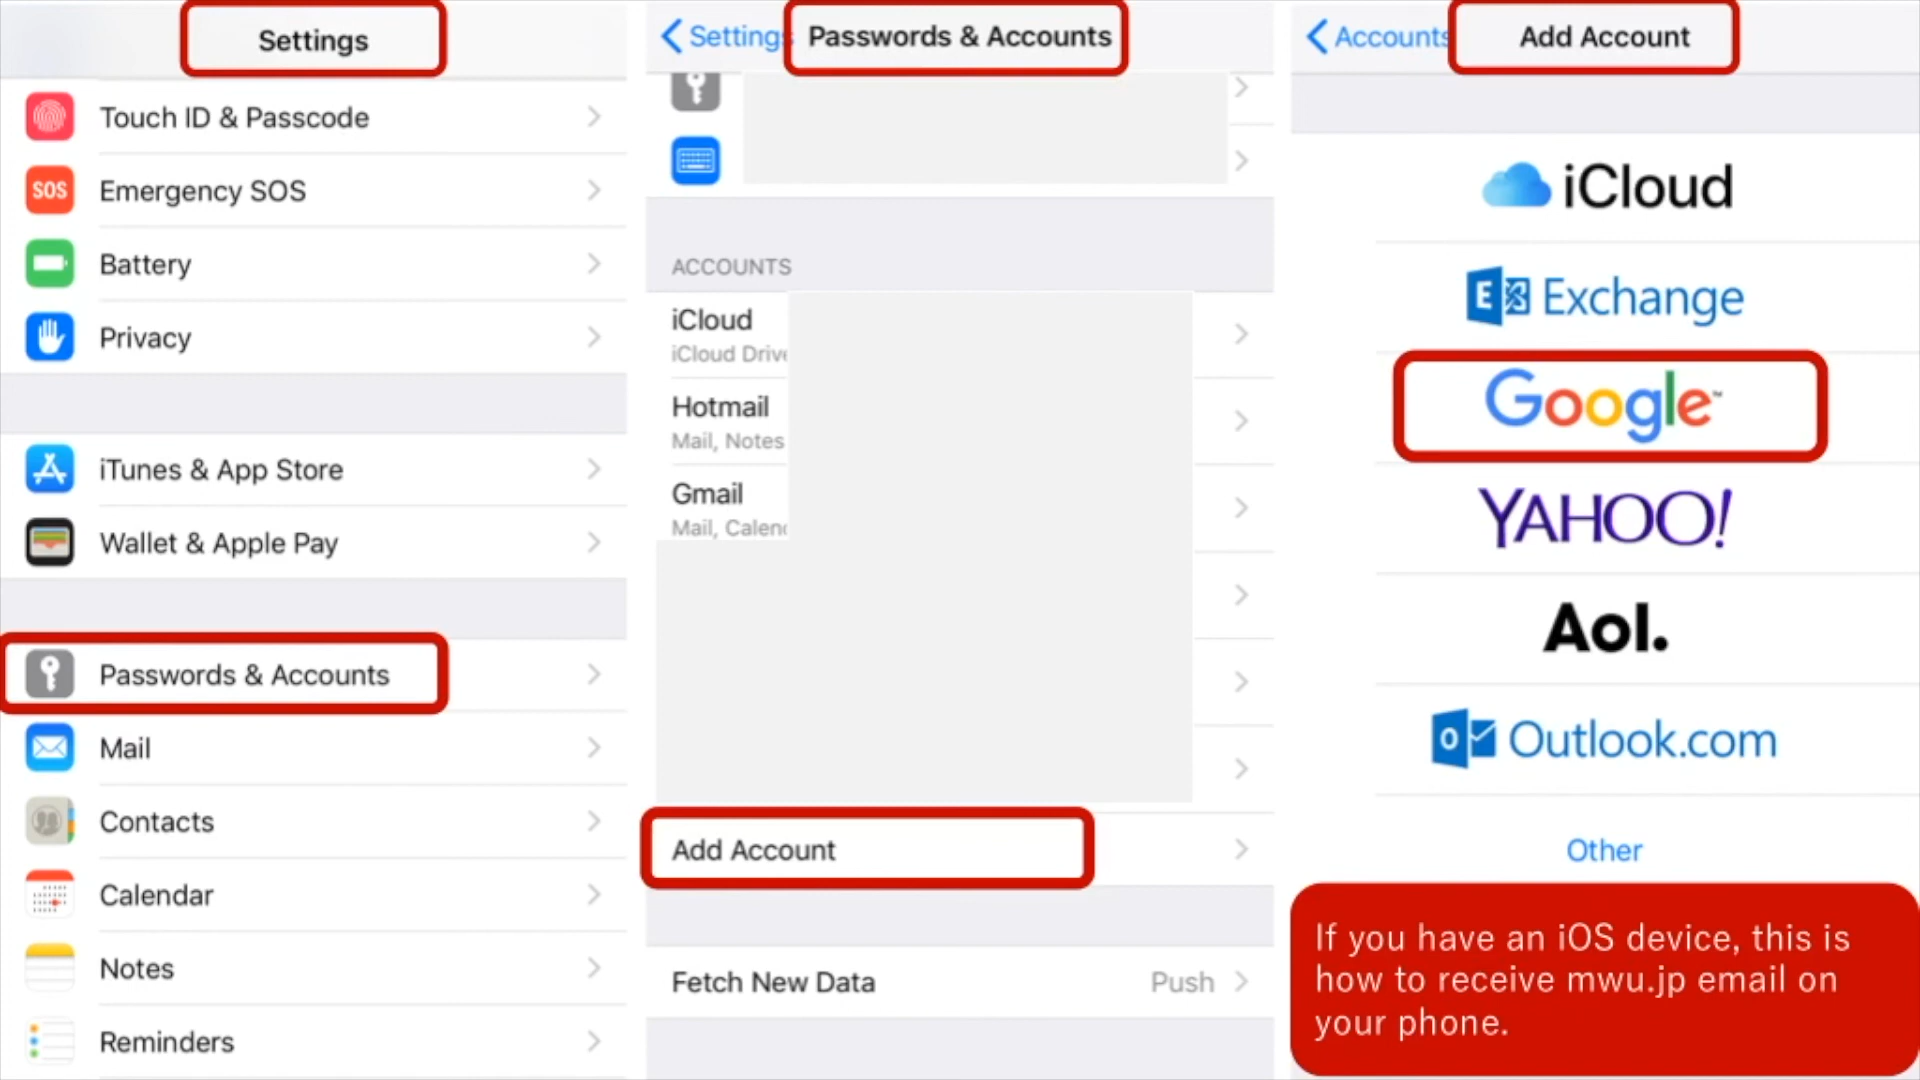 Settings
Touch ID & Passcode
SOS
Emergency SOS
Battery
Privacy
iTunes & App Store
Wallet & Apple Pay
Passwords & Accounts
Mail
Contacts
Calendar
Notes
Reminders
Settings
Passwords & Accounts
ACCOUNTS
iCloud
iCloud Drive
Hotmail
Mail, Notes
Gmail
Mail, Calen
Add Account
Fetch New Data
Push
Accounts
Add Account
iCloud
E Exchange
Google™
YAHOO!
Aol.
O Outlook.com
Other
If you have an iOS device, this is
how to receive mwu.jp email on
your phone.